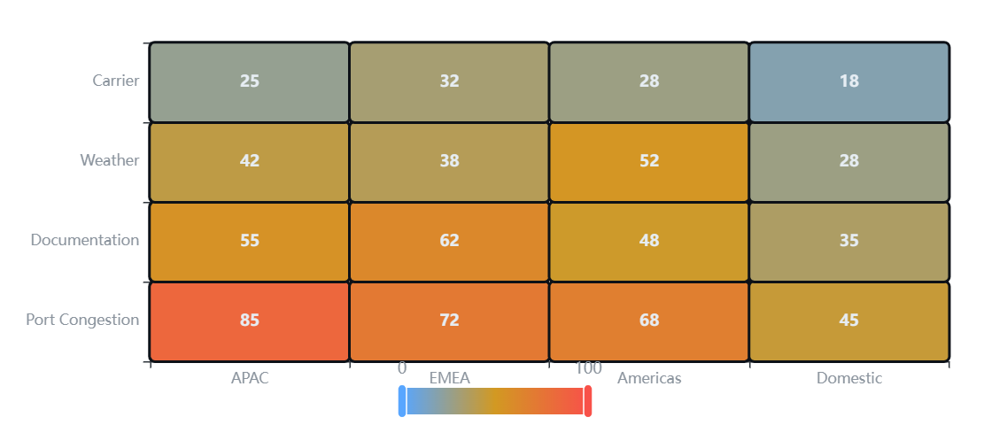 Carrier 25 32 28 18
Weather 42 38 52 28
Documentation 55 62 48 35
Port Congestion 85 72 68 45
0 100
APAC EMEA Americas Domestic